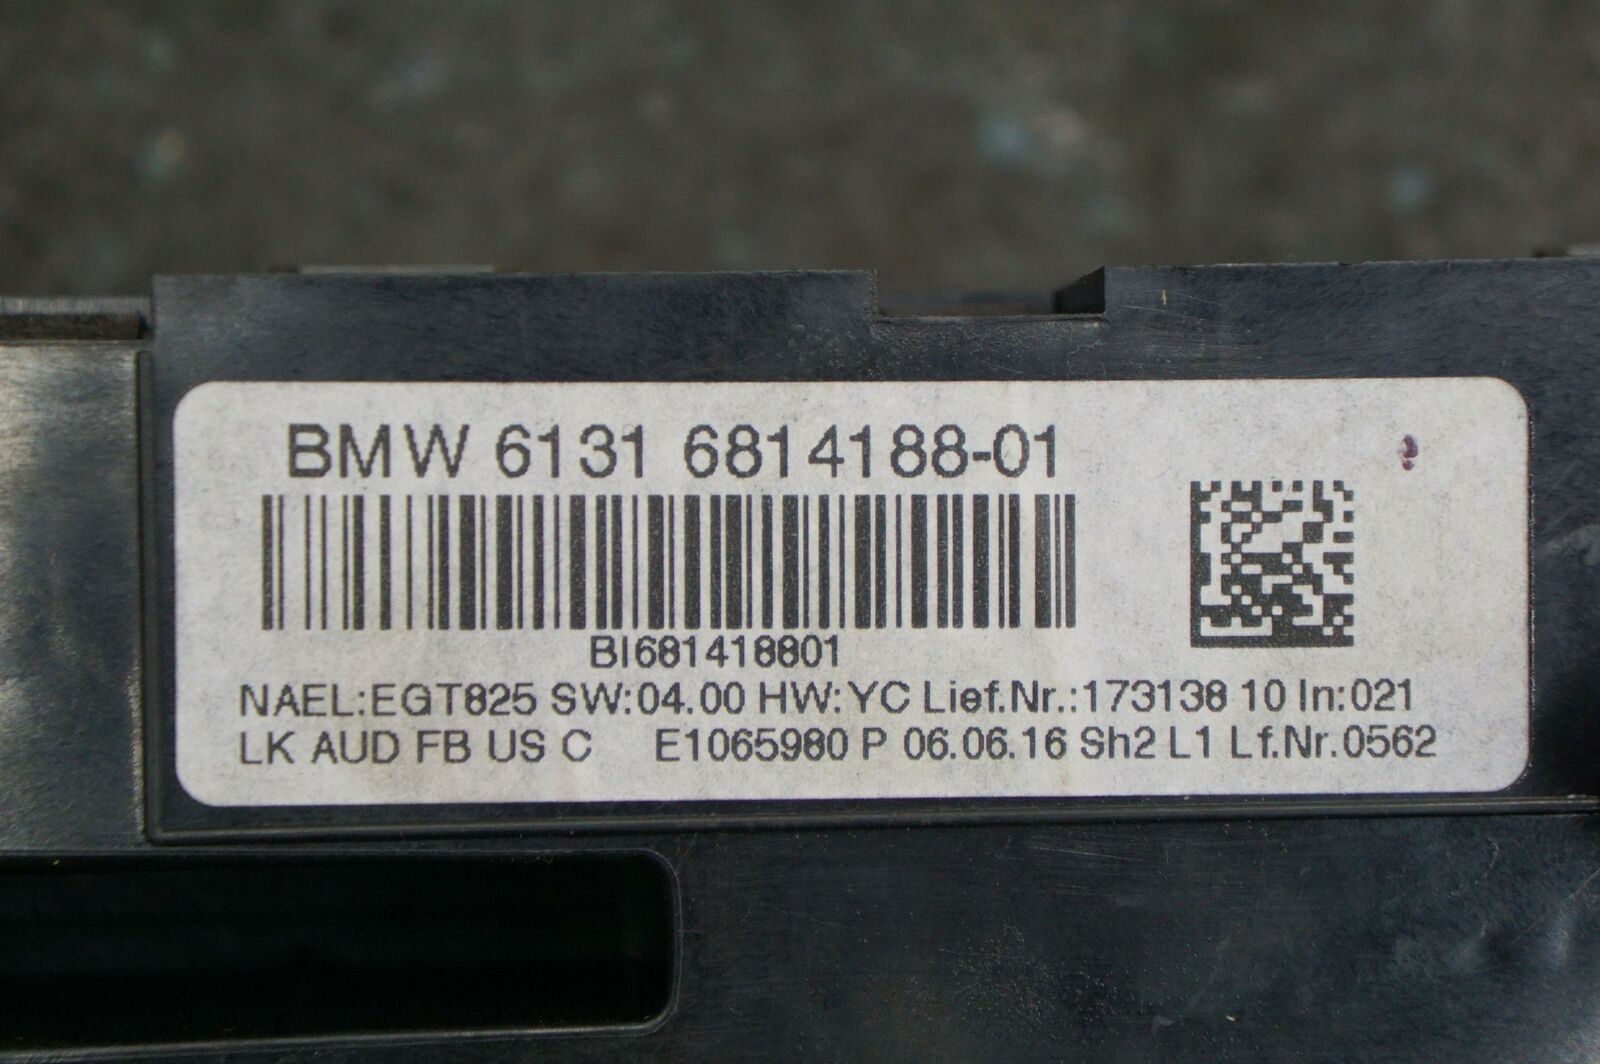 BMW 6131 6814188-01
BI681418801
NAEL:EGT825 SW:04.00 HW:YC Lief.Nr.:173138 10 In:021
LK AUD FB US C E1065980 P 06.06.16 Sh2 L1 Lf.Nr.0562